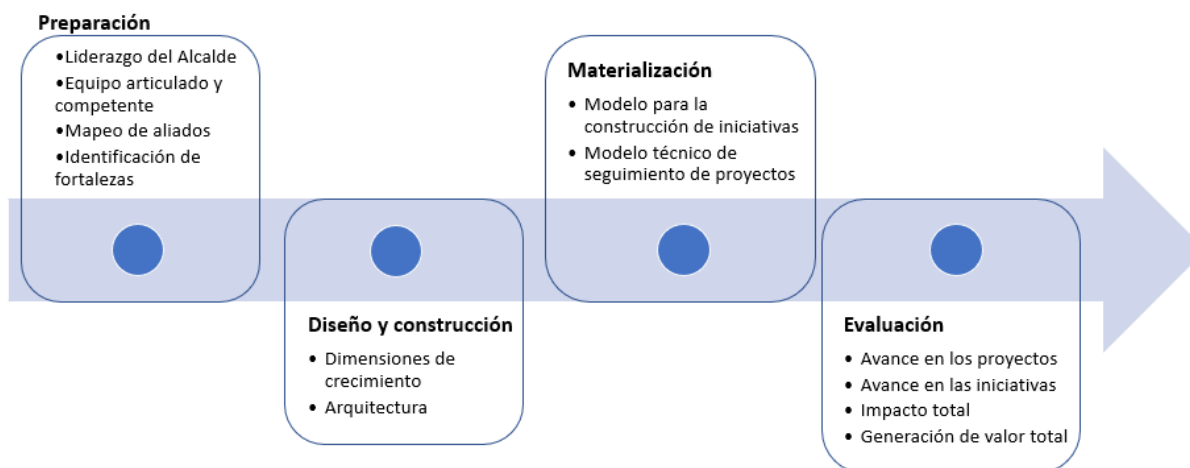 Preparación
•Liderazgo del Alcalde
•Equipo articulado y
competente
•Mapeo de aliados
•Identificación de
fortalezas
Diseño y construcción
• Dimensiones de
crecimiento
• Arquitectura
Materialización
• Modelo para la
construcción de iniciativas
• Modelo técnico de
seguimiento de proyectos
Evaluación
• Avance en los proyectos
• Avance en las iniciativas
• Impacto total
• Generación de valor total